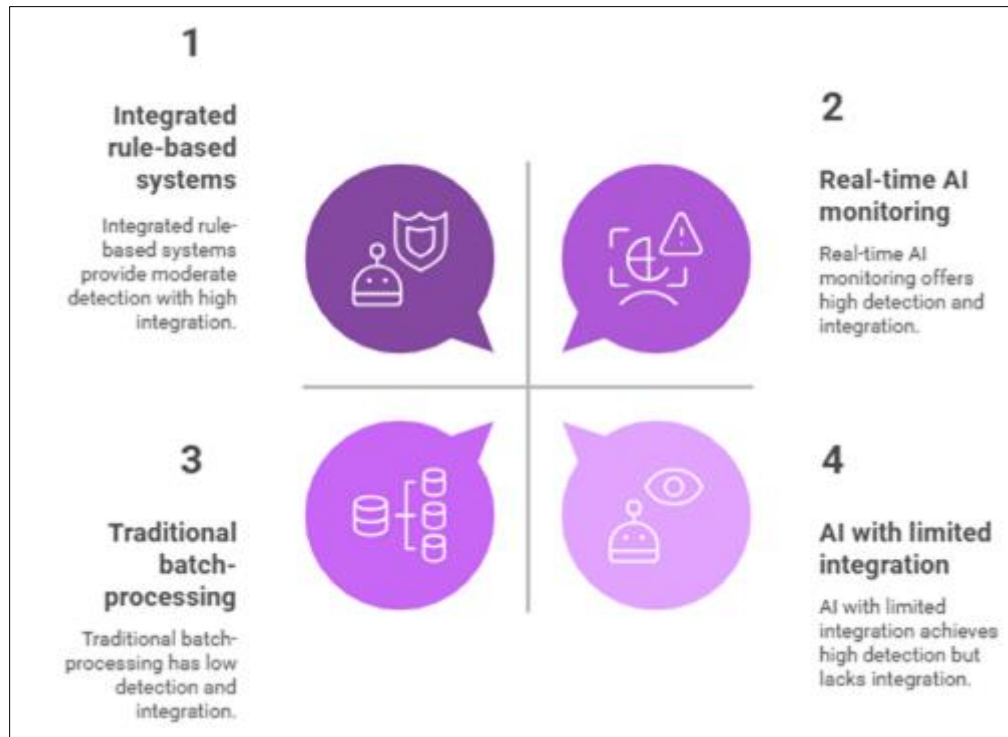 1
Integrated
rule-based
systems
Integrated rule-
based systems
provide moderate
detection with high
integration.
2
Real-time AI
monitoring
Real-time AI
monitoring offers
high detection and
integration.
3
Traditional
batch-
processing
Traditional batch-
processing has low
detection and
integration.
4
AI with limited
integration
AI with limited
integration achieves
high detection but
lacks integration.